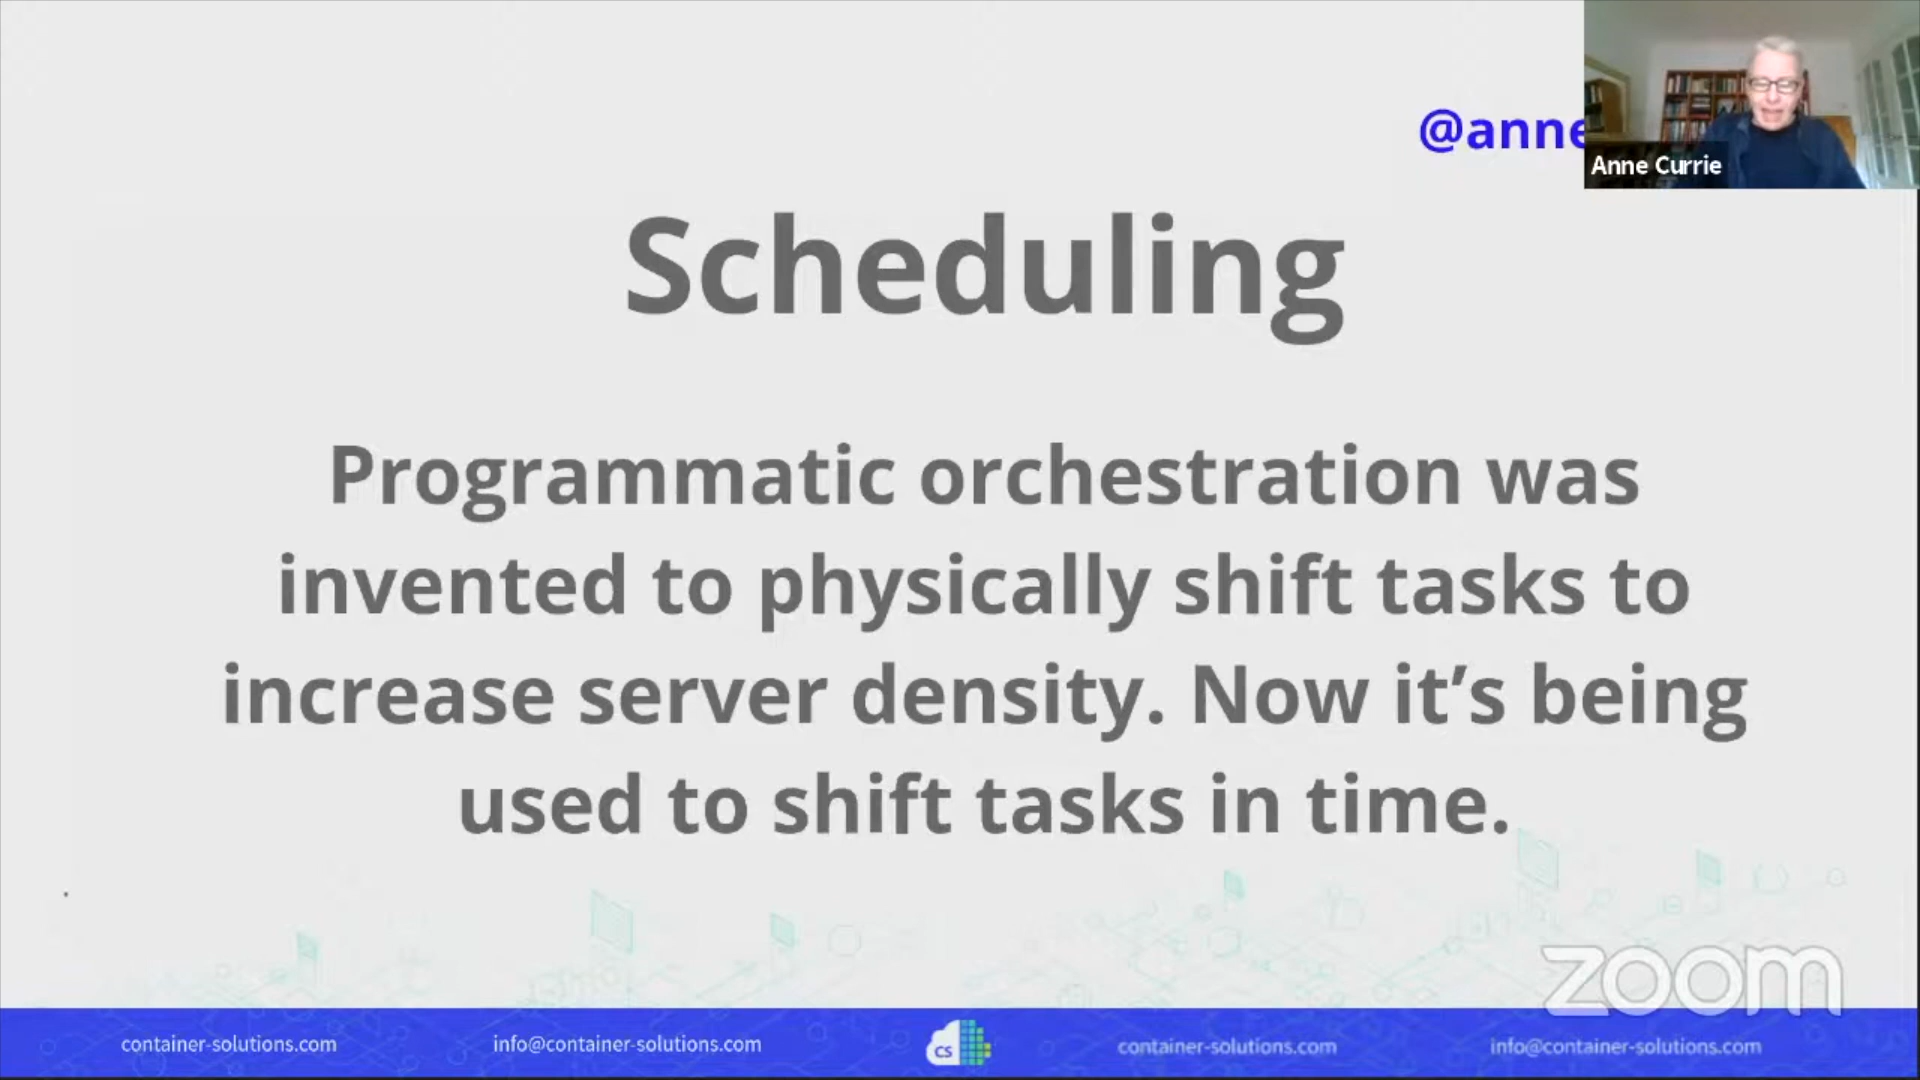 @anne
Anne Currie
Scheduling
Programmatic orchestration was
invented to physically shift tasks to
increase server density. Now it’s being
used to shift tasks in time.
zoom
container-solutions.com
info@container-solutions.com
cs
container-solutions.com
info@container-solutions.com